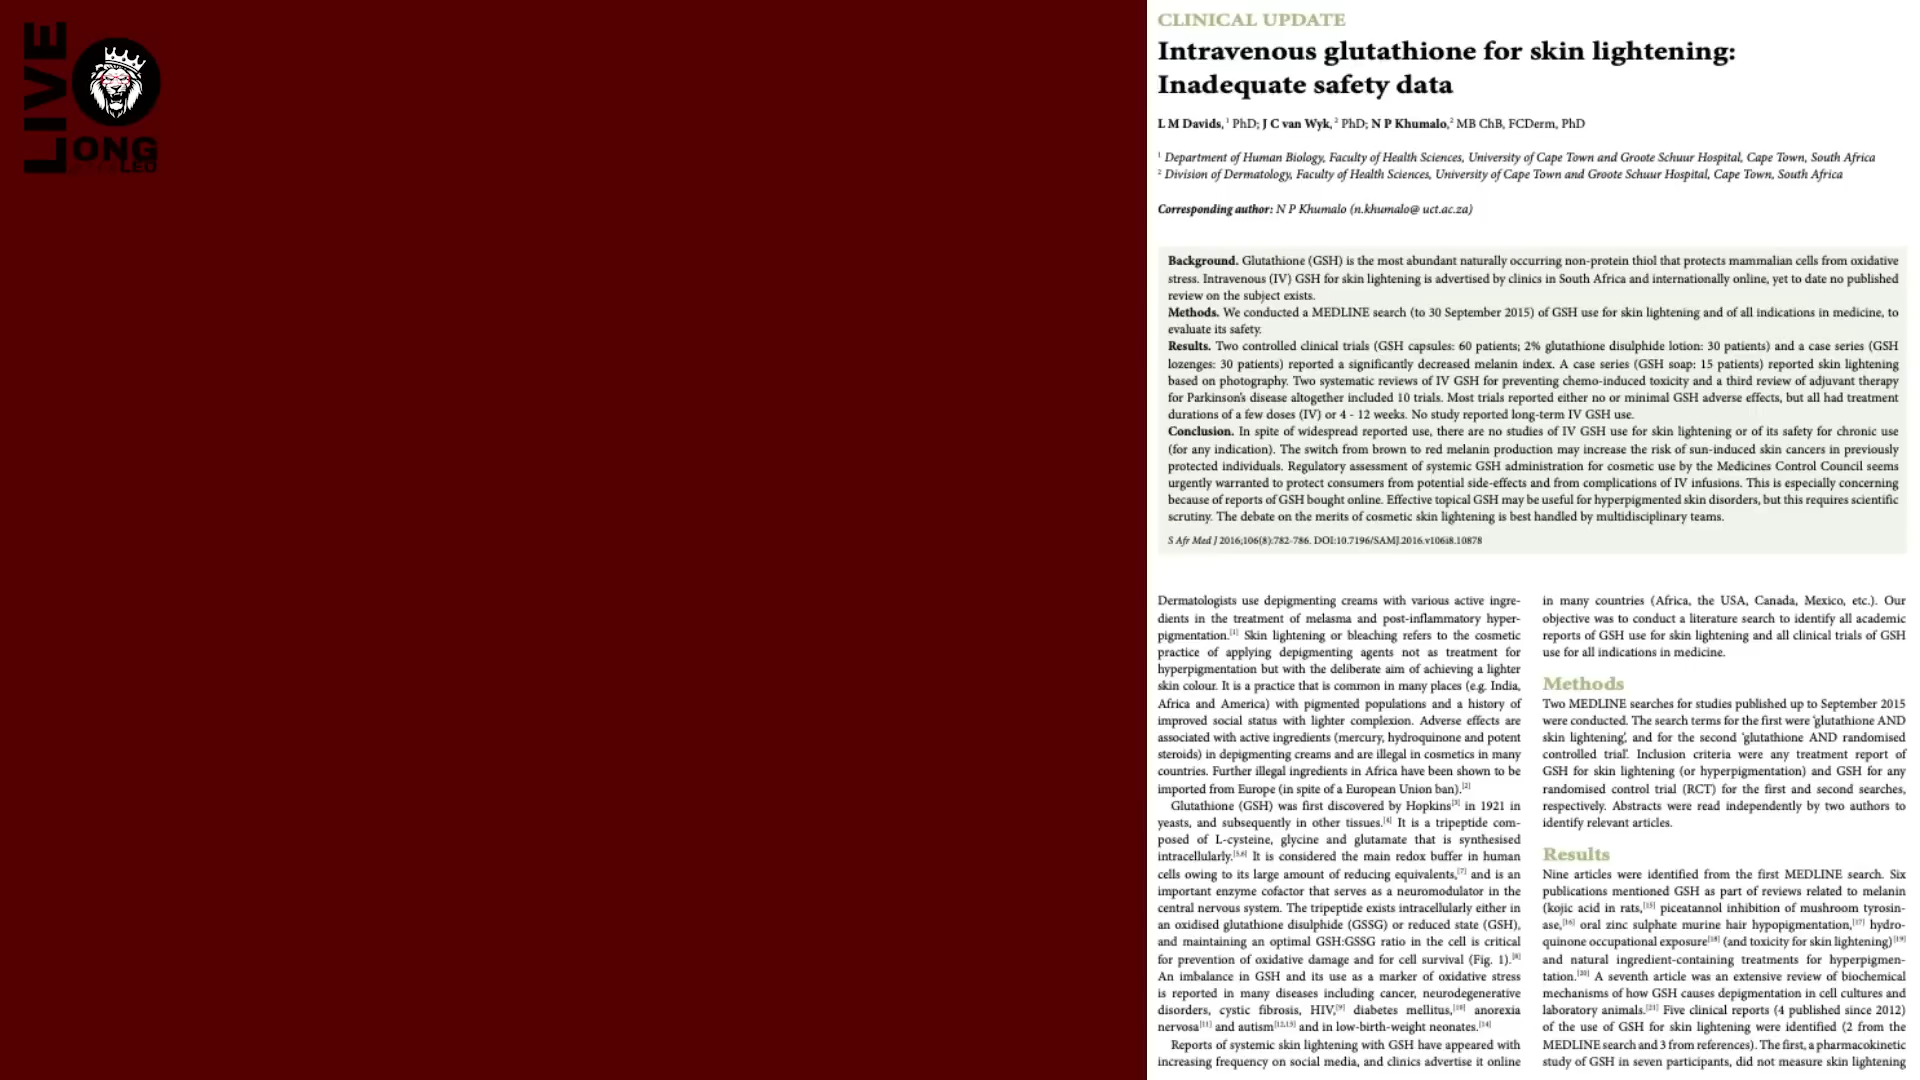 LIVE
LONG
LEO
CLINICAL UPDATE
Intravenous glutathione for skin lightening:
Inadequate safety data
L M Davids,¹ PhD; J C van Wyk,² PhD; N P Khumalo,² MB ChB, FCDerm, PhD
¹ Department of Human Biology, Faculty of Health Sciences, University of Cape Town and Groote Schuur Hospital, Cape Town, South Africa
² Division of Dermatology, Faculty of Health Sciences, University of Cape Town and Groote Schuur Hospital, Cape Town, South Africa
Corresponding author: N P Khumalo (n.khumalo@ uct.ac.za)
Background. Glutathione (GSH) is the most abundant naturally occurring non-protein thiol that protects mammalian cells from oxidative
stress. Intravenous (IV) GSH for skin lightening is advertised by clinics in South Africa and internationally online, yet to date no published
review on the subject exists.
Methods. We conducted a MEDLINE search (to 30 September 2015) of GSH use for skin lightening and of all indications in medicine, to
evaluate its safety.
Results. Two controlled clinical trials (GSH capsules: 60 patients; 2% glutathione disulphide lotion: 30 patients) and a case series (GSH
lozenges: 30 patients) reported a significantly decreased melanin index. A case series (GSH soap: 15 patients) reported skin lightening
based on photography. Two systematic reviews of IV GSH for preventing chemo-induced toxicity and a third review of adjuvant therapy
for Parkinson's disease altogether included 10 trials. Most trials reported either no or minimal GSH adverse effects, but all had treatment
durations of a few doses (IV) or 4 - 12 weeks. No study reported long-term IV GSH use.
Conclusion. In spite of widespread reported use, there are no studies of IV GSH use for skin lightening or of its safety for chronic use
(for any indication). The switch from brown to red melanin production may increase the risk of sun-induced skin cancers in previously
protected individuals. Regulatory assessment of systemic GSH administration for cosmetic use by the Medicines Control Council seems
urgently warranted to protect consumers from potential side-effects and from complications of IV infusions. This is especially concerning
because of reports of GSH bought online. Effective topical GSH may be useful for hyperpigmented skin disorders, but this requires scientific
scrutiny. The debate on the merits of cosmetic skin lightening is best handled by multidisciplinary teams.
S Afr Med J 2016;106(8):782-786. DOI:10.7196/SAMJ.2016.v106i8.10878
Dermatologists use depigmenting creams with various active ingre-
dients in the treatment of melasma and post-inflammatory hyper-
pigmentation.[1] Skin lightening or bleaching refers to the cosmetic
practice of applying depigmenting agents not as treatment for
hyperpigmentation but with the deliberate aim of achieving a lighter
skin colour. It is a practice that is common in many places (e.g. India,
Africa and America) with pigmented populations and a history of
improved social status with lighter complexion. Adverse effects are
associated with active ingredients (mercury, hydroquinone and potent
steroids) in depigmenting creams and are illegal in cosmetics in many
countries. Further illegal ingredients in Africa have been shown to be
imported from Europe (in spite of a European Union ban).[2]
Glutathione (GSH) was first discovered by Hopkins[3] in 1921 in
yeasts, and subsequently in other tissues.[4] It is a tripeptide com-
posed of L-cysteine, glycine and glutamate that is synthesised
intracellularly.[5,6] It is considered the main redox buffer in human
cells owing to its large amount of reducing equivalents,[7] and is an
important enzyme cofactor that serves as a neuromodulator in the
central nervous system. The tripeptide exists intracellularly either in
an oxidised glutathione disulphide (GSSG) or reduced state (GSH),
and maintaining an optimal GSH:GSSG ratio in the cell is critical
for prevention of oxidative damage and for cell survival (Fig. 1).[8]
An imbalance in GSH and its use as a marker of oxidative stress
is reported in many diseases including cancer, neurodegenerative
disorders, cystic fibrosis, HIV,[9] diabetes mellitus,[10] anorexia
nervosa[11] and autism[12,13] and in low-birth-weight neonates.[14]
Reports of systemic skin lightening with GSH have appeared with
increasing frequency on social media, and clinics advertise it online
in many countries (Africa, the USA, Canada, Mexico, etc.). Our
objective was to conduct a literature search to identify all academic
reports of GSH use for skin lightening and all clinical trials of GSH
use for all indications in medicine.
Methods
Two MEDLINE searches for studies published up to September 2015
were conducted. The search terms for the first were 'glutathione AND
skin lightening', and for the second 'glutathione AND randomised
controlled trial'. Inclusion criteria were any treatment report of
GSH for skin lightening (or hyperpigmentation) and GSH for any
randomised control trial (RCT) for the first and second searches,
respectively. Abstracts were read independently by two authors to
identify relevant articles.
Results
Nine articles were identified from the first MEDLINE search. Six
publications mentioned GSH as part of reviews related to melanin
(kojic acid in rats,[15] piceatannol inhibition of mushroom tyrosin-
ase,[16] oral zinc sulphate murine hair hypopigmentation,[17] hydro-
quinone occupational exposure[18] (and toxicity for skin lightening)[19]
and natural ingredient-containing treatments for hyperpigmen-
tation.[20] A seventh article was an extensive review of biochemical
mechanisms of how GSH causes depigmentation in cell cultures and
laboratory animals.[21] Five clinical reports (4 published since 2012)
of the use of GSH for skin lightening were identified (2 from the
MEDLINE search and 3 from references). The first, a pharmacokinetic
study of GSH in seven participants, did not measure skin lightening